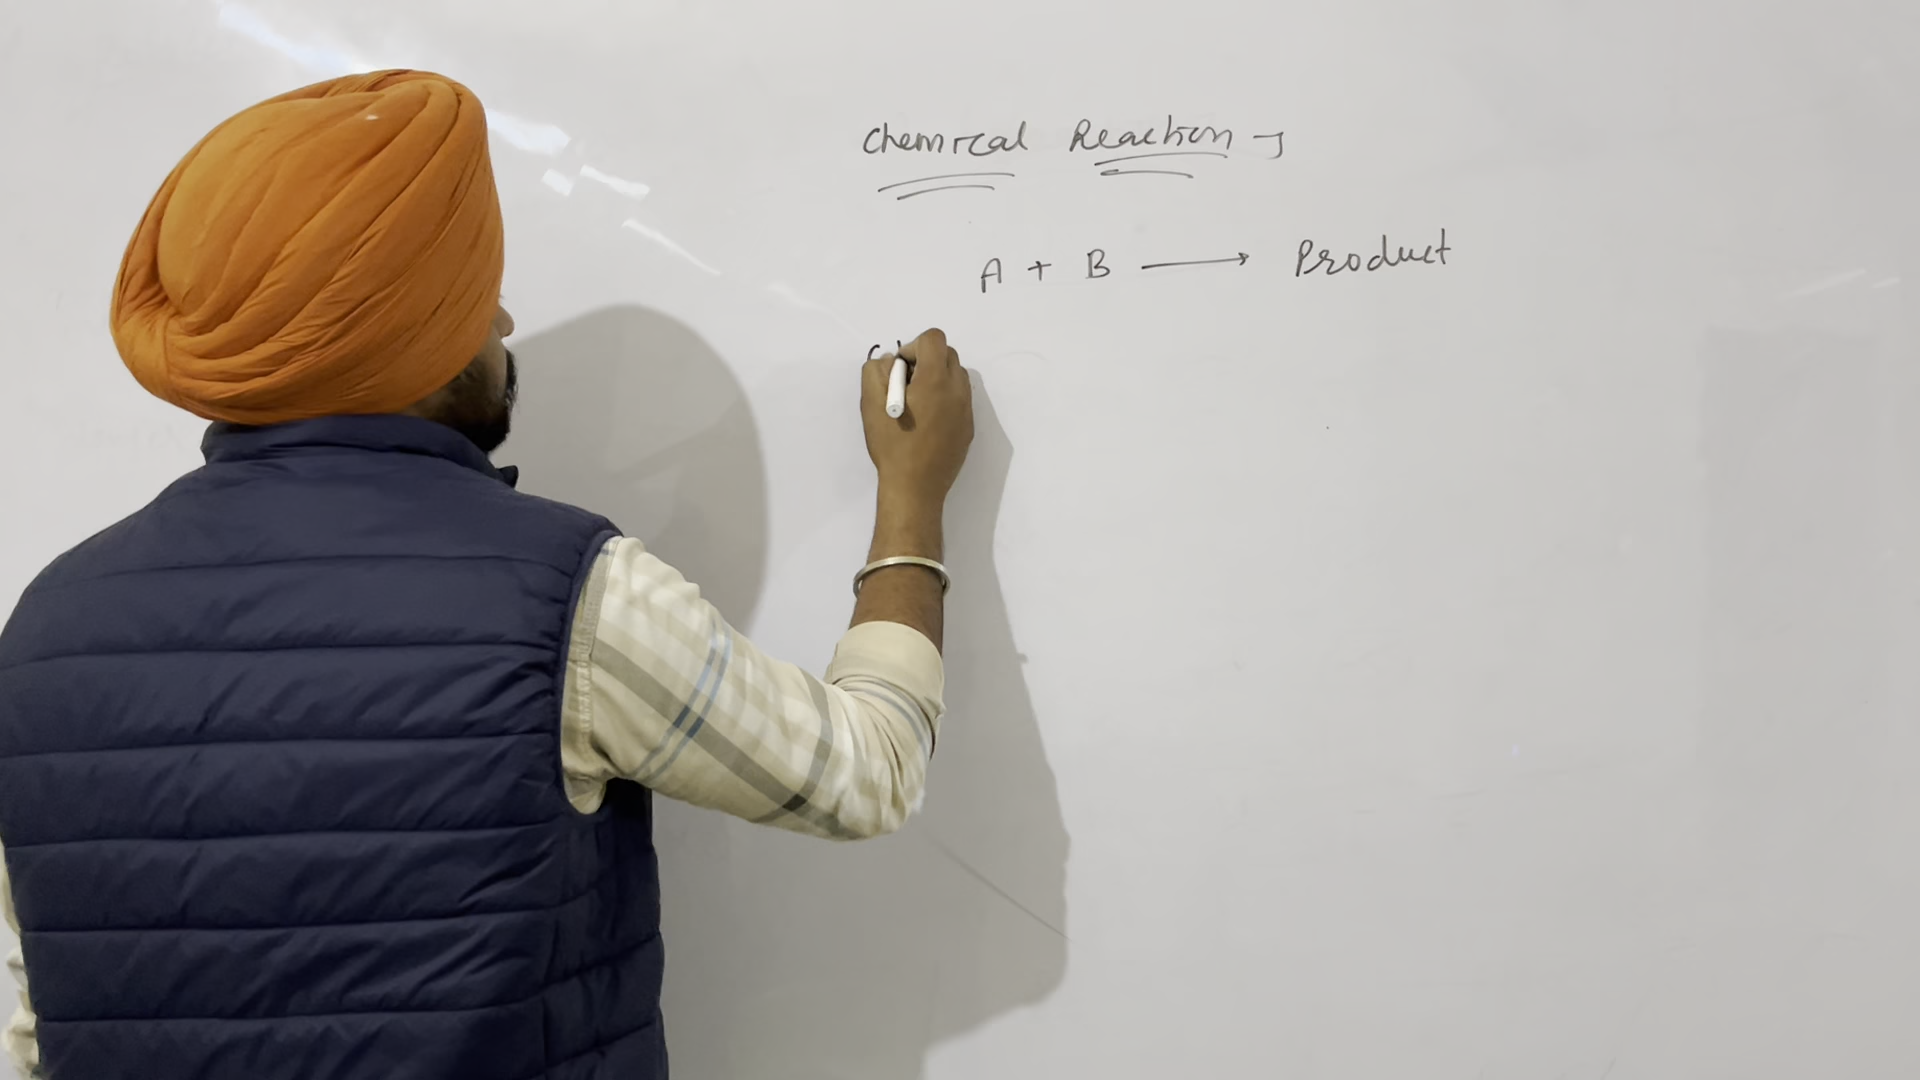 Chemical Reaction →
A + B ⟶ Product